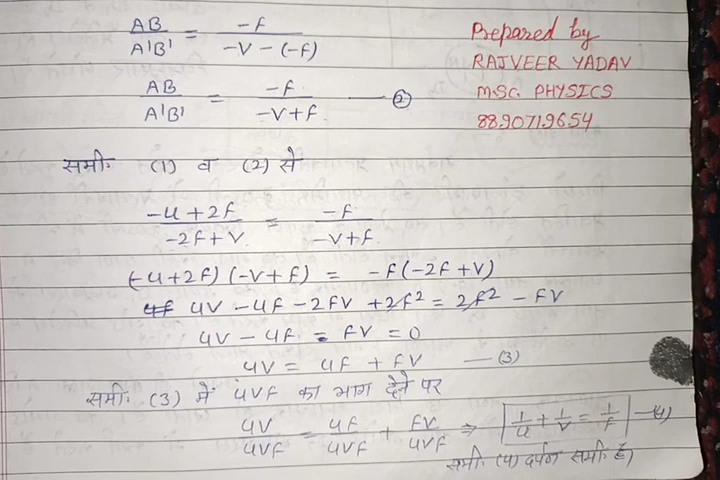 AB/A'B' = -f/-v-(-f)
Prepared by
RAJVEER YADAV
M.SC. PHYSICS
8890719654
AB/A'B' = -f/-v+f —②
समी० (1) व (2) से
-u+2f/-2f+v = -f/-v+f
(-u+2f) (-v+f) = -f(-2f+v)
uv -uf -2fv +2f² = 2f² - fv
uv - uf - fv = 0
uv = uf + fv —(3)
समी. (3) में uvf का भाग देने पर
uv/uvf = uf/uvf + fv/uvf ⇒ 1/u + 1/v = 1/f —(4)
समी. (4) दर्पण समी. है।